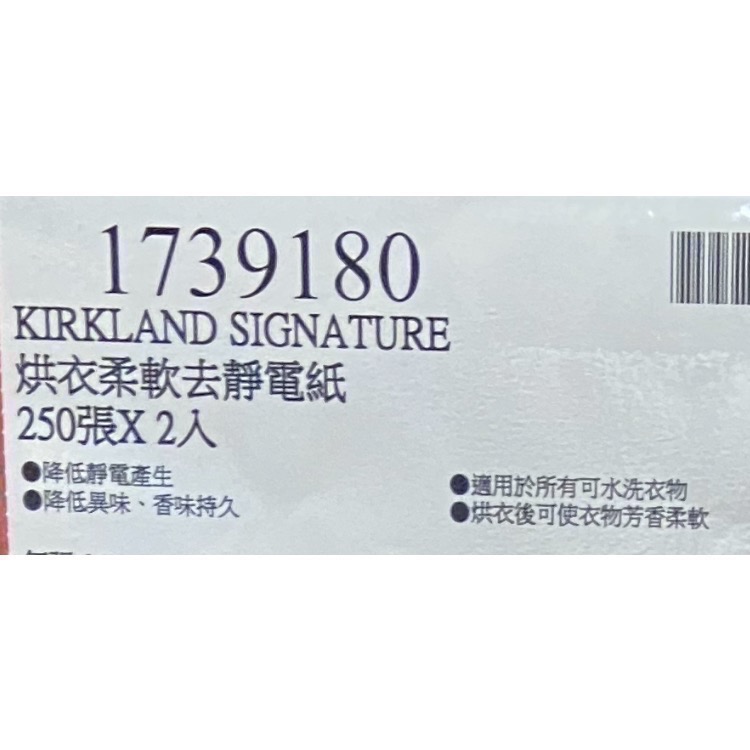 1739180
KIRKLAND SIGNATURE
烘衣柔軟去靜電紙
250張X 2入
●降低靜電產生
●降低異味、香味持久
●適用於所有可水洗衣物
●烘衣後可使衣物芳香柔軟